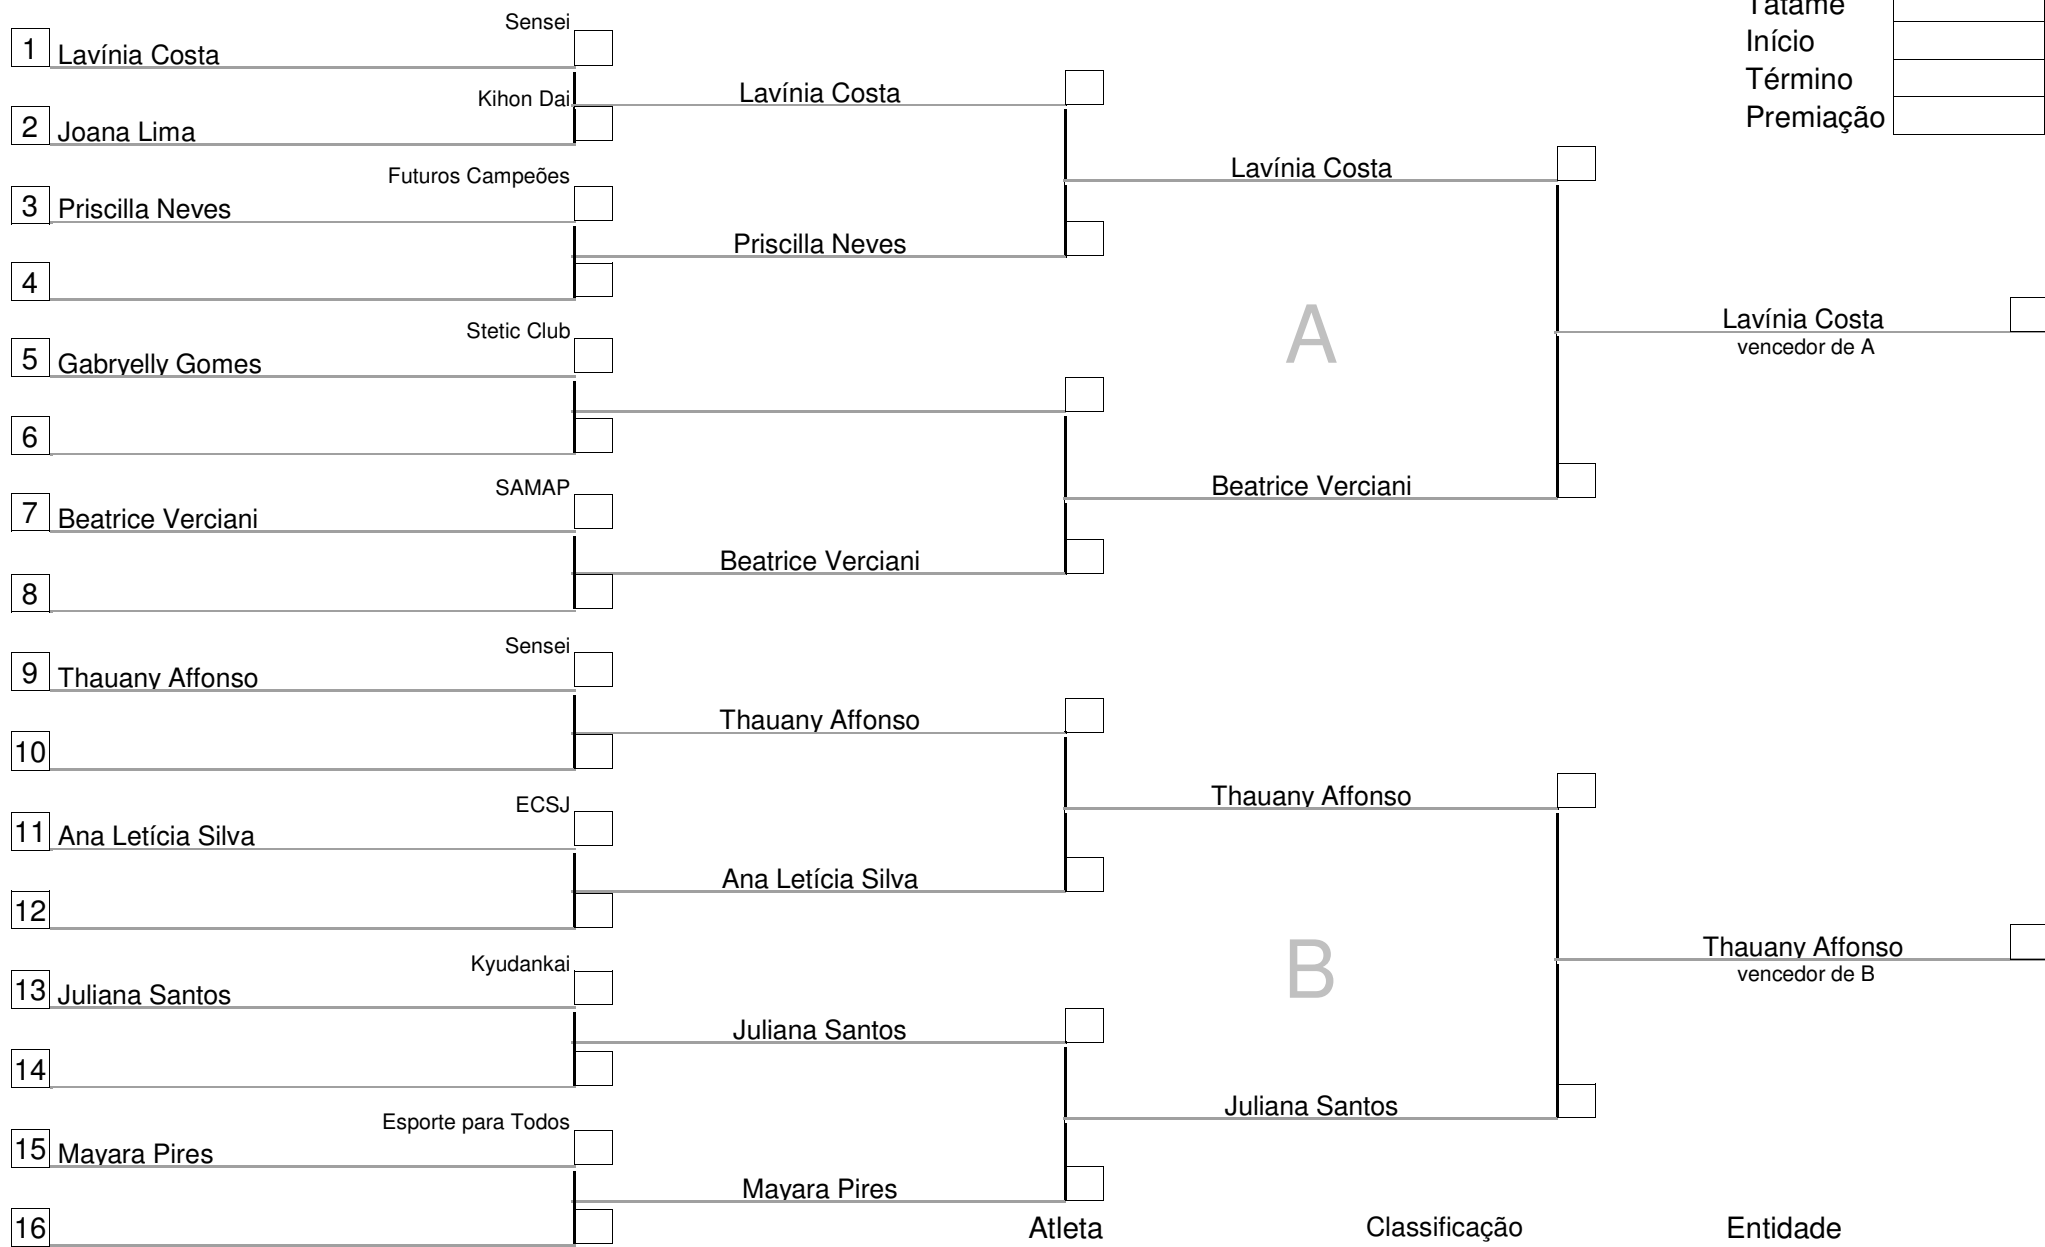 Tatame
Início
Término
Premiação
Sensei
1 Lavínia Costa
Kihon Dai
2 Joana Lima
Futuros Campeões
3 Priscilla Neves
4
Stetic Club
5 Gabryelly Gomes
6
SAMAP
7 Beatrice Verciani
8
Sensei
9 Thauany Affonso
10
ECSJ
11 Ana Letícia Silva
12
Kyudankai
13 Juliana Santos
14
Esporte para Todos
15 Mayara Pires
16
Lavínia Costa
Priscilla Neves
Beatrice Verciani
Thauany Affonso
Ana Letícia Silva
Juliana Santos
Mayara Pires
Lavínia Costa
A
Beatrice Verciani
Thauany Affonso
B
Juliana Santos
Lavínia Costa
vencedor de A
Thauany Affonso
vencedor de B
Atleta Classificação Entidade